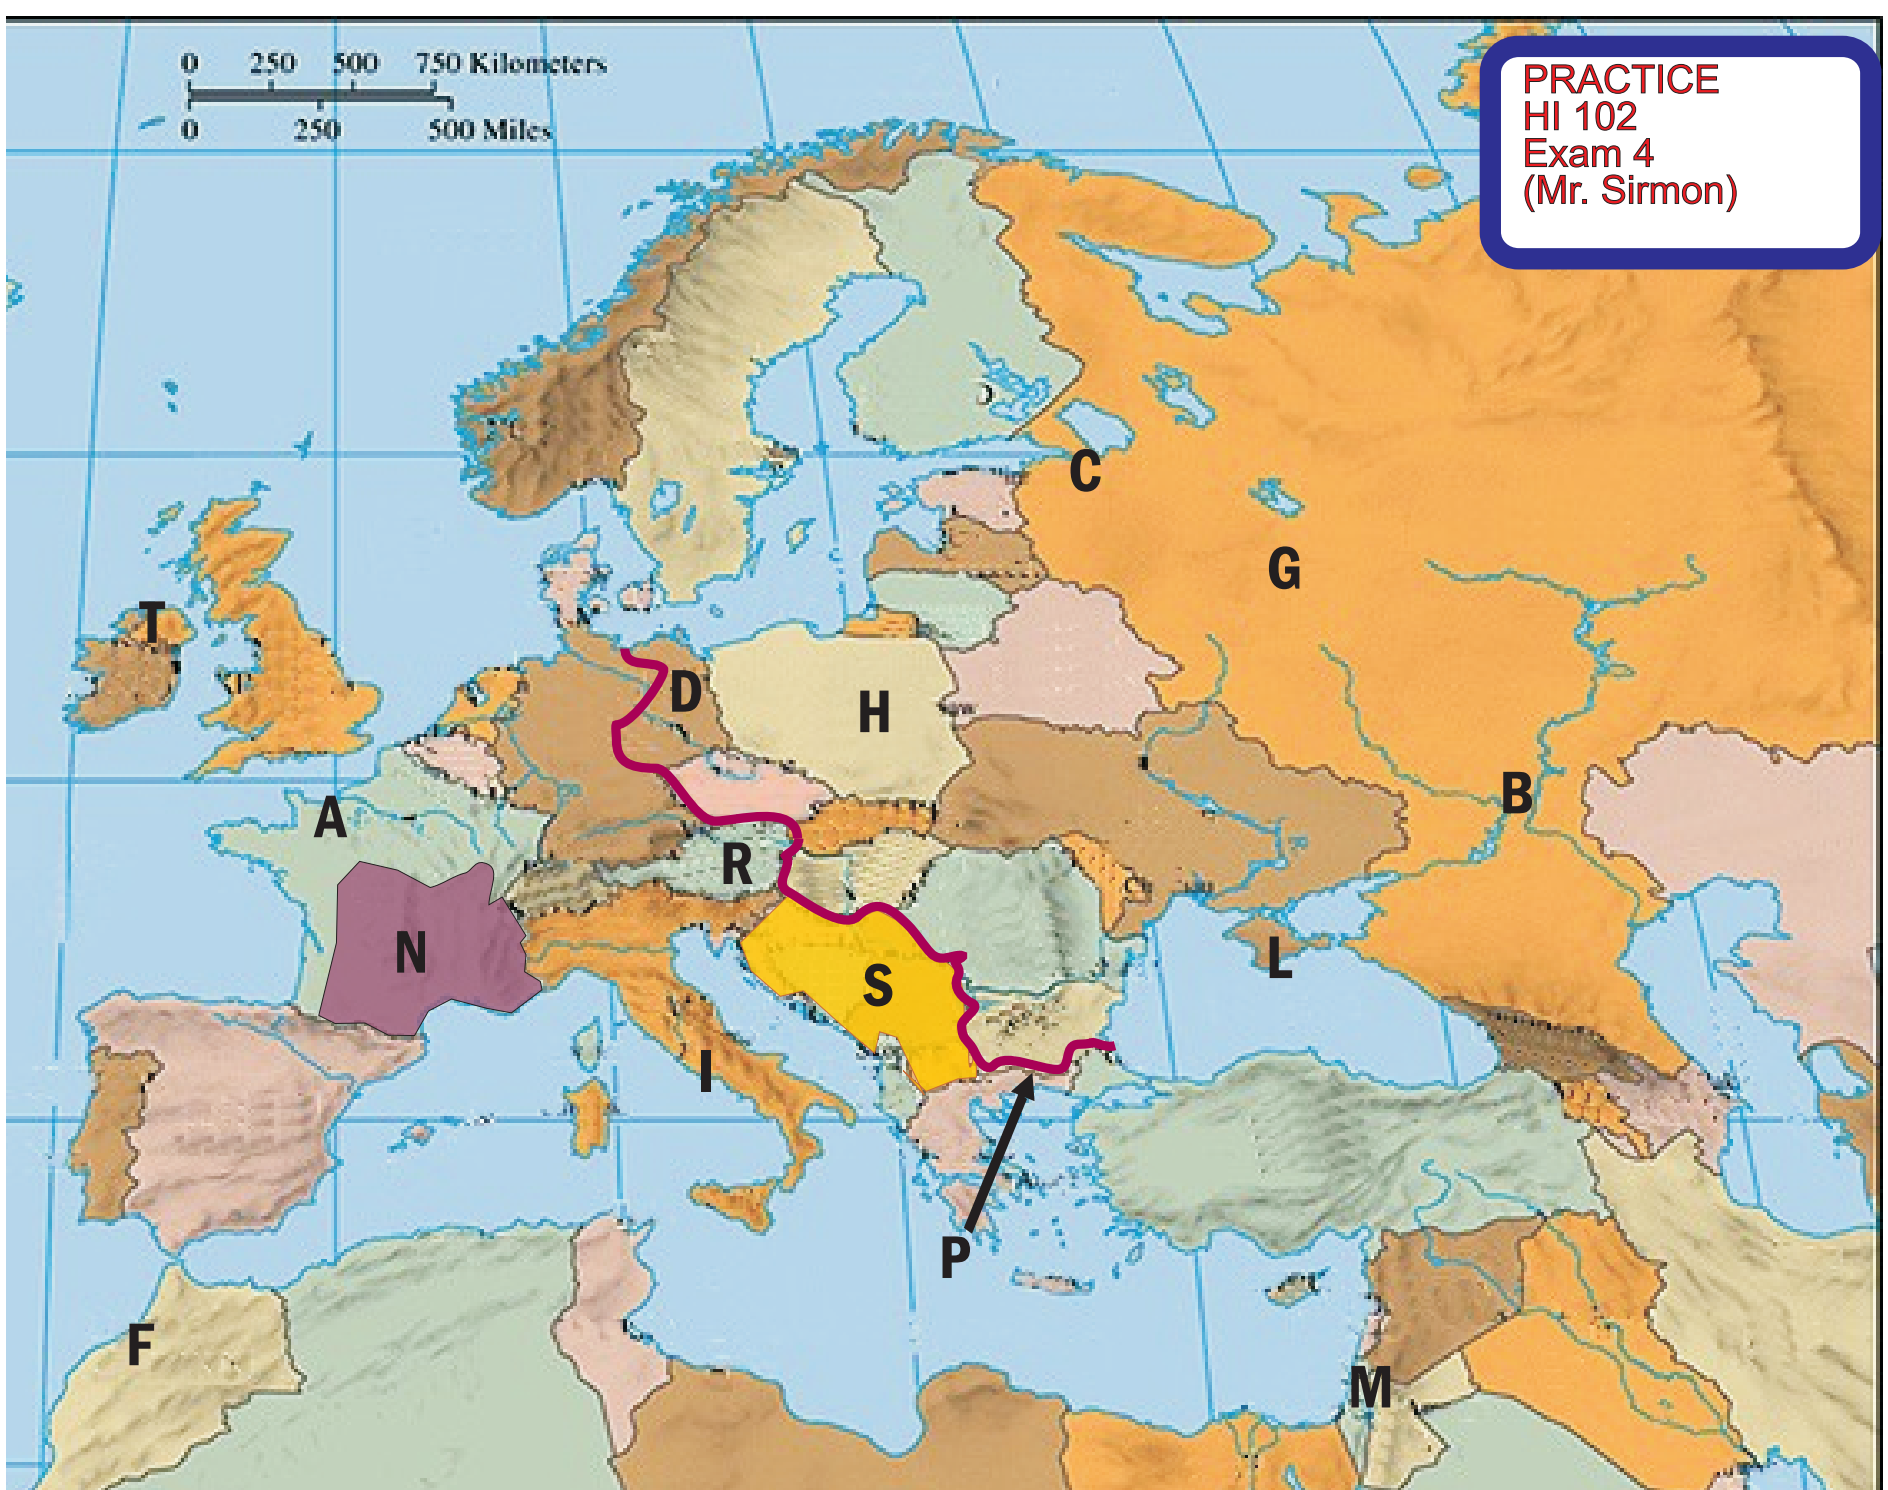 0 250 500 750 Kilometers
0 250 500 Miles
PRACTICE
HI 102
Exam 4
(Mr. Sirmon)
C
G
T
D
H
B
A
R
N
L
S
I
P
F
M